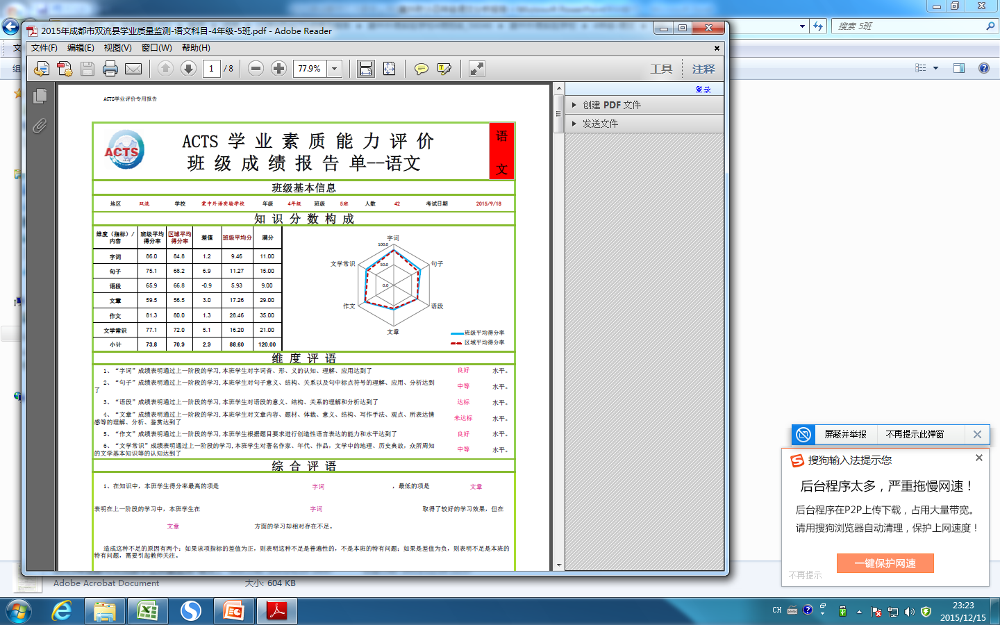 搜索 5班
2015年成都市双流县学业质量监测-语文科目-4年级-5班.pdf - Adobe Reader
文件(F) 编辑(E) 视图(V) 窗口(W) 帮助(H)
1 / 8 77.9% 工具 注释
登录
创建 PDF 文件
发送文件
ACTS学业评价专用报告
ACTS
ACTS 学 业 素 质 能 力 评 价
班 级 成 绩 报 告 单--语文
语
文
班级基本信息
地区 双流 学校 棠中外语实验学校 年级 4年级 班级 5班 人数 42 考试日期 2015/9/18
知 识 分 数 构 成
维度（指标）/内容 班级平均得分率 区域平均得分率 差值 班级平均分 满分
字词 86.0 84.8 1.2 9.46 11.00
句子 75.1 68.2 6.9 11.27 15.00
语段 65.9 66.8 -0.9 5.93 9.00
文章 59.5 56.5 3.0 17.26 29.00
作文 81.3 80.0 1.3 28.46 35.00
文学常识 77.1 72.0 5.1 16.20 21.00
小计 73.8 70.9 2.9 88.60 120.00
字词
100.0
文学常识 50.0 句子
0.0
作文 语段
文章
班级平均得分率
区域平均得分率
维 度 评 语
1、“字词”成绩表明通过上一阶段的学习,本班学生对字词音、形、义的认知、理解、应用达到了 良好 水平。
2、“句子”成绩表明通过上一阶段的学习,本班学生对句子意义、结构、关系以及句中标点符号的理解、应用、分析达到
了 中等 水平。
3、“语段”成绩表明通过上一阶段的学习,本班学生对语段的意义、结构、关系的理解和分析达到了 达标 水平。
4、“文章”成绩表明通过上一阶段的学习,本班学生对文章内容、题材、体裁、意义、结构、写作手法、观点、所表达情
感等的理解、分析、鉴赏达到了 未达标 水平。
5、“作文”成绩表明通过上一阶段的学习,本班学生根据题目要求进行创造性语言表达的能力和水平达到了 良好 水平。
6、“文学常识”成绩表明通过上一阶段的学习,本班学生对著名作家、年代、作品，文学中的地理、历史典故，众所周知
的文学基本知识等的认知达到了 中等 水平。
综 合 评 语
1、在知识中，本班学生得分率最高的项是 字词 ，最低的项是 文章
表明在上一阶段的学习中，本班学生在 字词 取得了较好的学习效果，但在
文章 方面的学习却相对存在不足。
造成这种不足的原因有两个：如果该项指标的差值为正，则表明这种不足是普遍性的，不是本班的特有问题；如果是差值为负，则表明不足是本班的
特有问题，需要引起教师关注。
屏蔽并举报 不再提示此弹窗
搜狗输入法提示您
后台程序太多，严重拖慢网速！
后台程序在P2P上传下载，占用大量带宽。
请用搜狗浏览器自动清理，保护上网速度！
一键保护网速
不再提示
Adobe Acrobat Document 大小: 604 KB
CH
23:23
2015/12/15